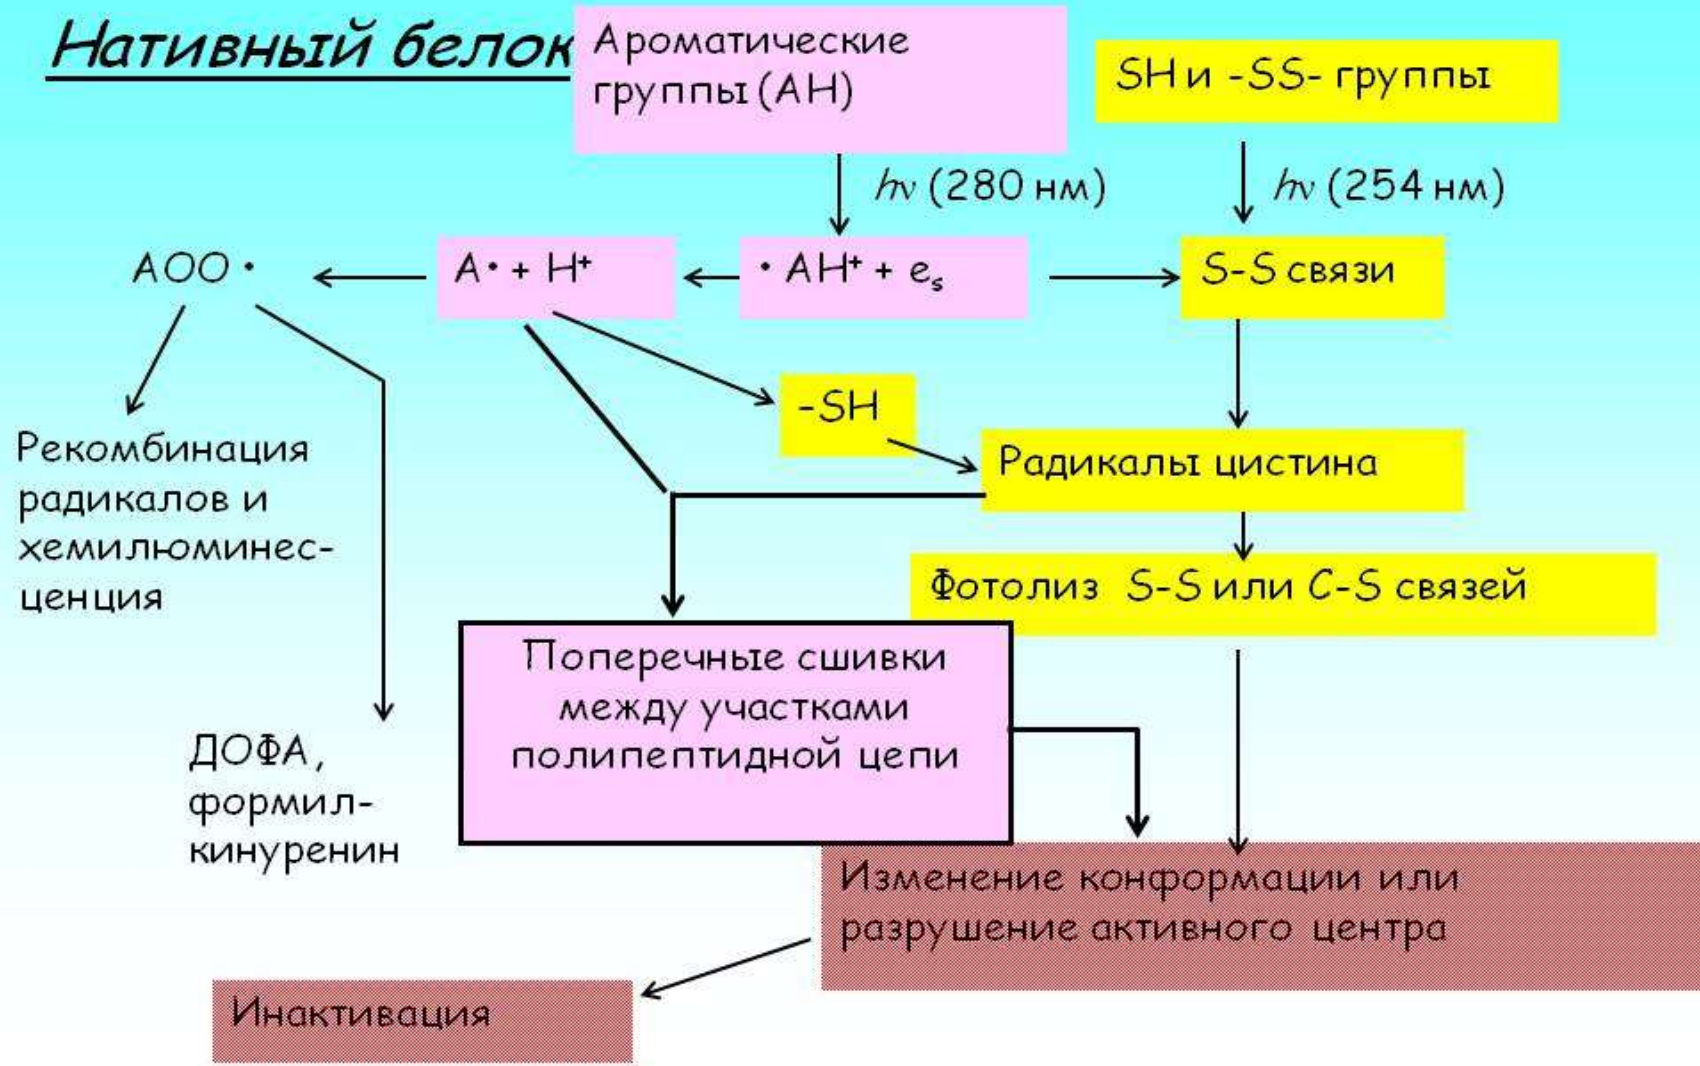 Нативный белок
Ароматические
группы (АН)
SH и -SS- группы
hν (280 нм)
hν (254 нм)
АОО •
А• + Н⁺
• АН⁺ + eₛ
S-S связи
-SH
Радикалы цистина
Рекомбинация
радикалов и
хемилюминес-
ценция
Фотолиз S-S или C-S связей
Поперечные сшивки
между участками
полипептидной цепи
ДОФА,
формил-
кинуренин
Изменение конформации или
разрушение активного центра
Инактивация